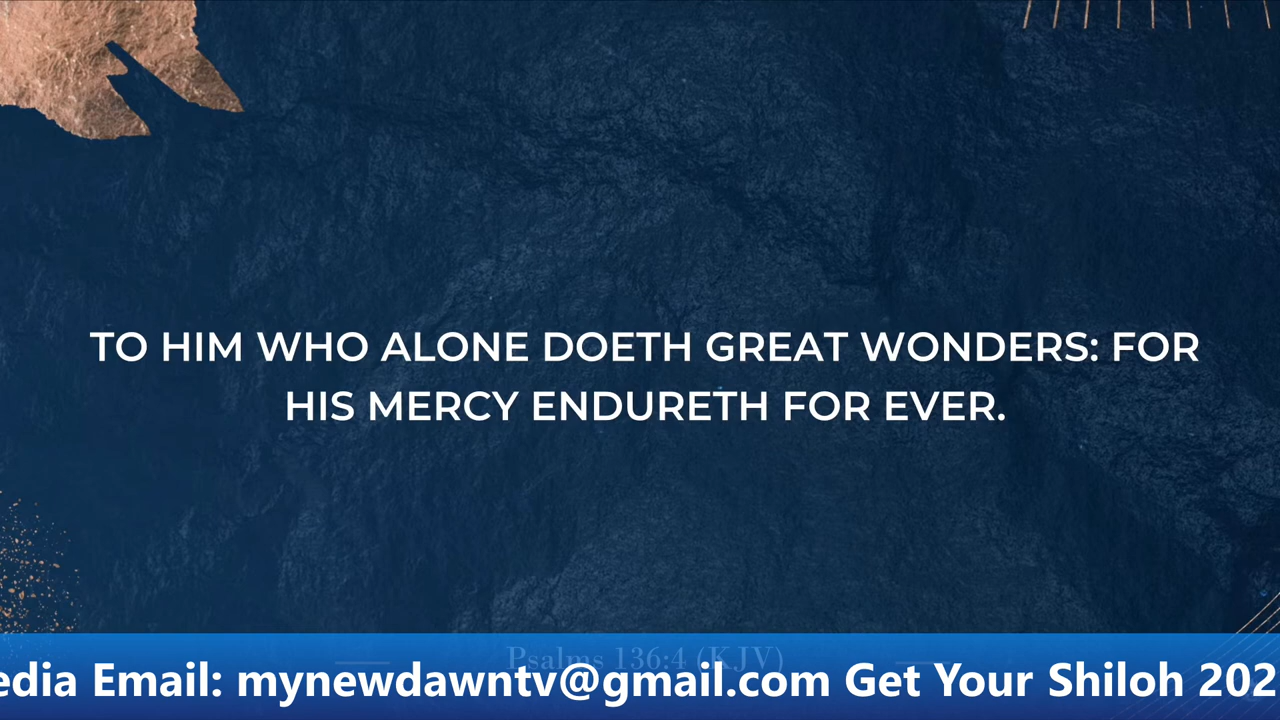 TO HIM WHO ALONE DOETH GREAT WONDERS: FOR
HIS MERCY ENDURETH FOR EVER.
Psalms 136:4 (KJV)
edia Email: mynewdawntv@gmail.com Get Your Shiloh 202